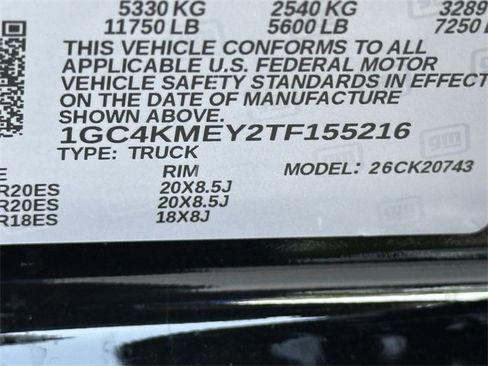 5330 KG 2540 KG 3289
11750 LB 5600 LB 7250
THIS VEHICLE CONFORMS TO ALL
APPLICABLE U.S. FEDERAL MOTOR
VEHICLE SAFETY STANDARDS IN EFFECT
ON THE DATE OF MANUFACTURE
SHOWN ABOVE.
1GC4KMEY2TF155216
TYPE: TRUCK MODEL: 26CK20743
RIM
R20ES 20X8.5J
R20ES 20X8.5J
R18ES 18X8J